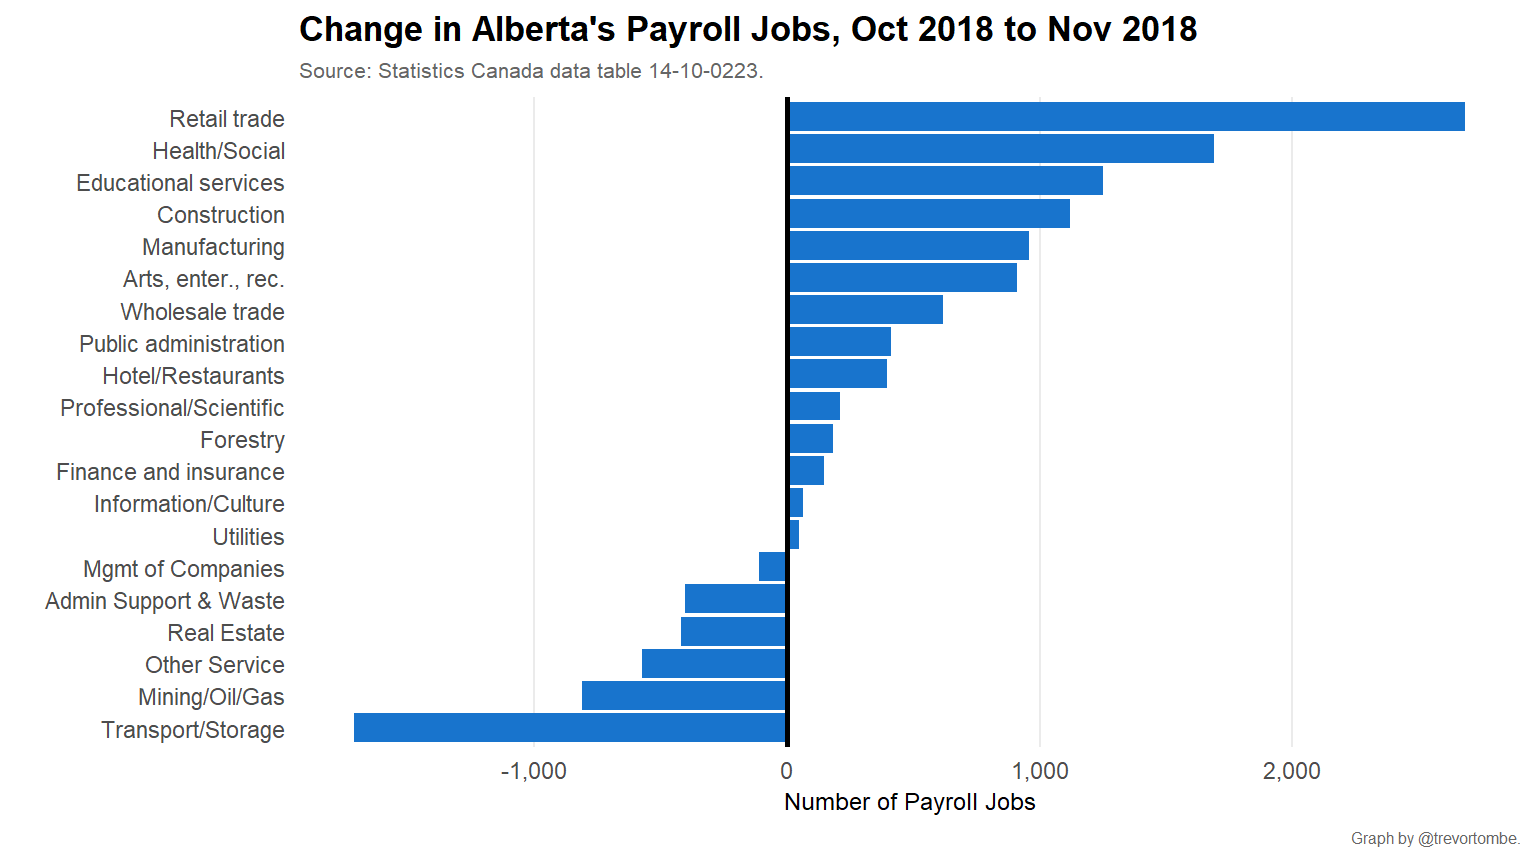 Change in Alberta's Payroll Jobs, Oct 2018 to Nov 2018
Source: Statistics Canada data table 14-10-0223.
Retail trade
Health/Social
Educational services
Construction
Manufacturing
Arts, enter., rec.
Wholesale trade
Public administration
Hotel/Restaurants
Professional/Scientific
Forestry
Finance and insurance
Information/Culture
Utilities
Mgmt of Companies
Admin Support & Waste
Real Estate
Other Service
Mining/Oil/Gas
Transport/Storage
-1,000 0 1,000 2,000
Number of Payroll Jobs
Graph by @trevortombe.